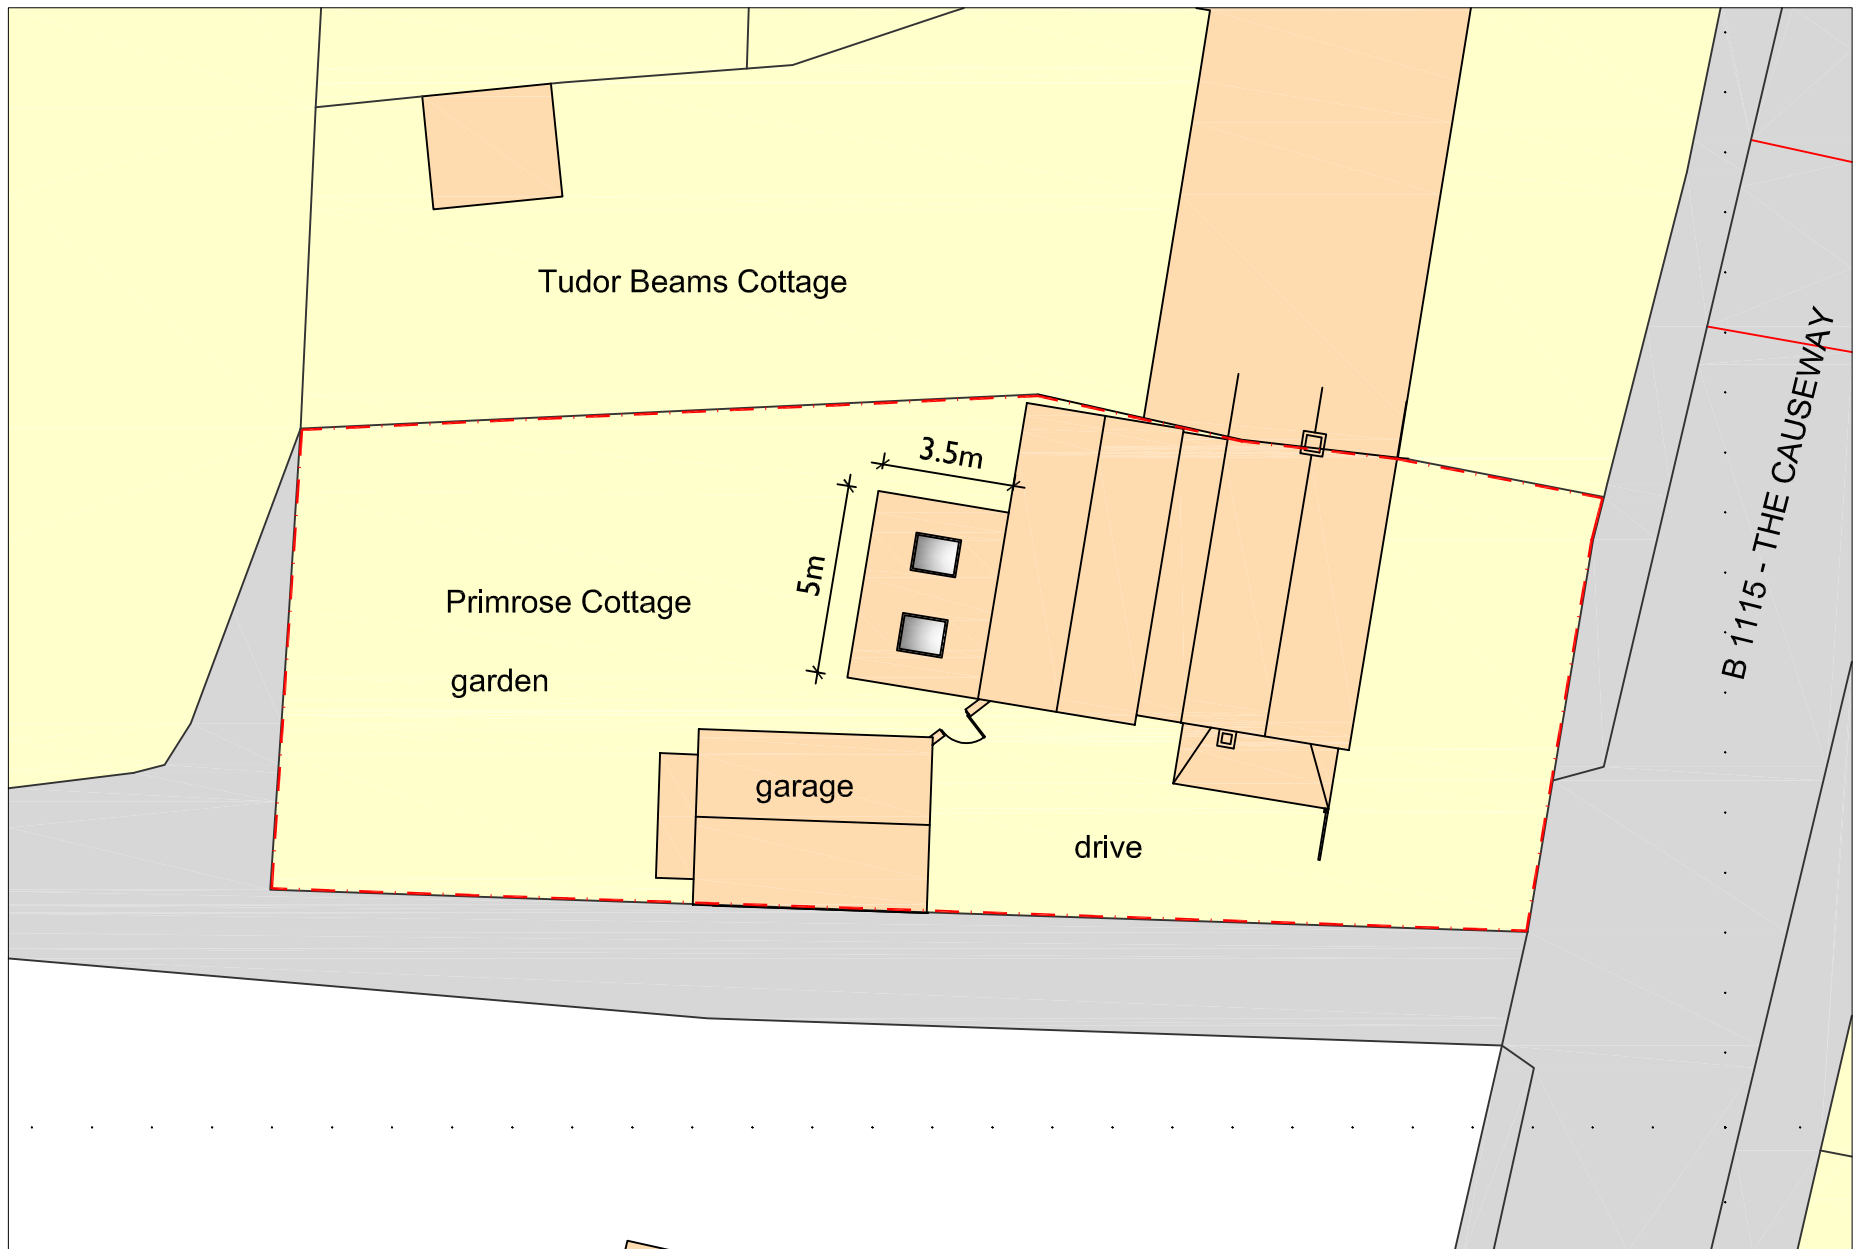 Tudor Beams Cottage
3.5m
5m
Primrose Cottage
garden
garage
drive
B 1115 - THE CAUSEWAY